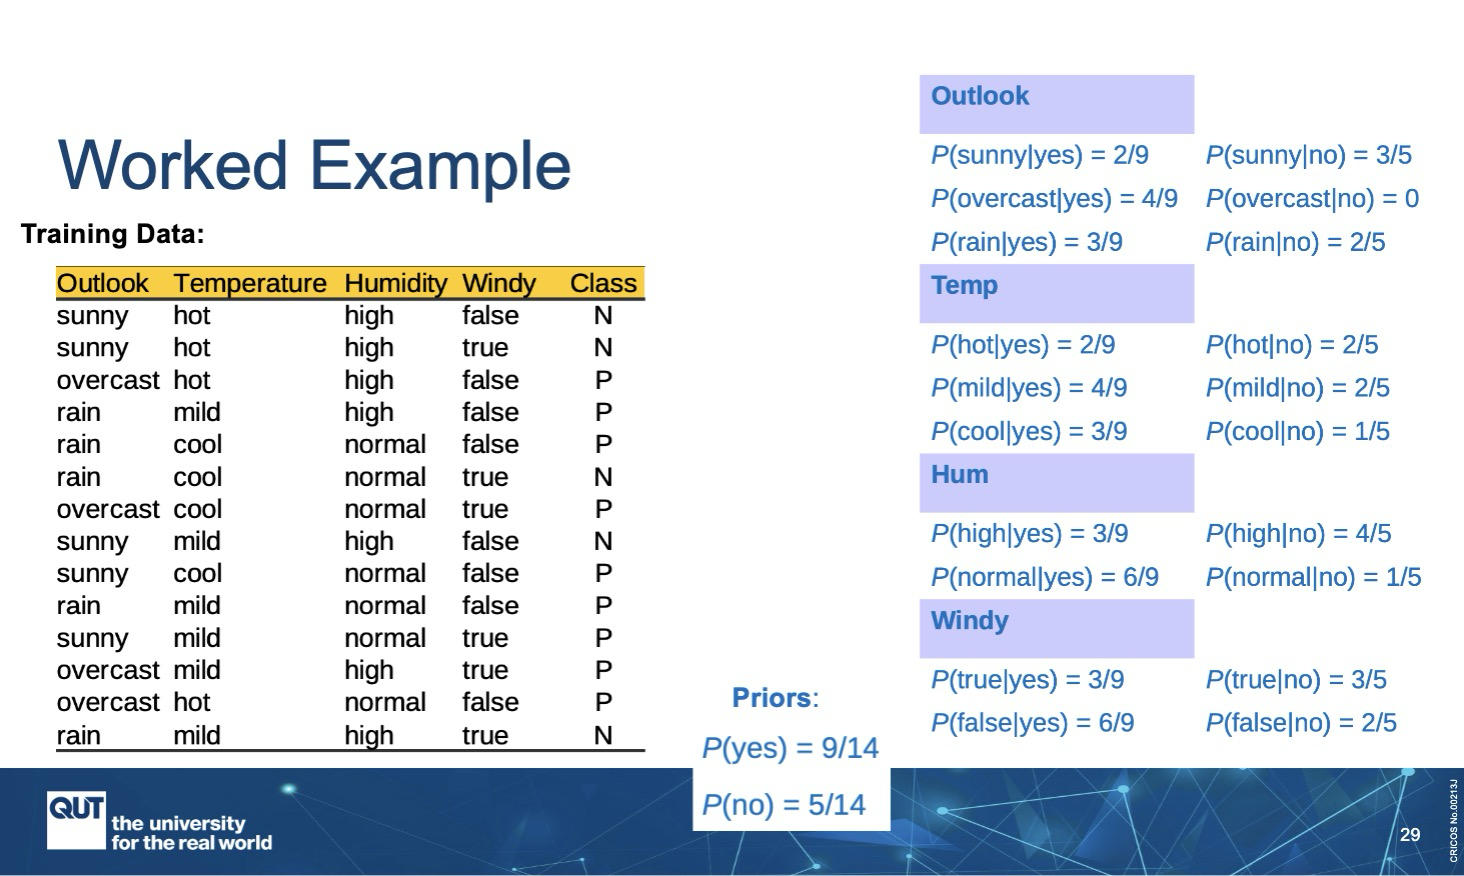 Worked Example
Training Data:
Outlook Temperature Humidity Windy Class
sunny hot high false N
sunny hot high true N
overcast hot high false P
rain mild high false P
rain cool normal false P
rain cool normal true N
overcast cool normal true P
sunny mild high false N
sunny cool normal false P
rain mild normal false P
sunny mild normal true P
overcast mild high true P
overcast hot normal false P
rain mild high true N
Priors:
P(yes) = 9/14
P(no) = 5/14
Outlook
P(sunny|yes) = 2/9 P(sunny|no) = 3/5
P(overcast|yes) = 4/9 P(overcast|no) = 0
P(rain|yes) = 3/9 P(rain|no) = 2/5
Temp
P(hot|yes) = 2/9 P(hot|no) = 2/5
P(mild|yes) = 4/9 P(mild|no) = 2/5
P(cool|yes) = 3/9 P(cool|no) = 1/5
Hum
P(high|yes) = 3/9 P(high|no) = 4/5
P(normal|yes) = 6/9 P(normal|no) = 1/5
Windy
P(true|yes) = 3/9 P(true|no) = 3/5
P(false|yes) = 6/9 P(false|no) = 2/5
QUT
the university
for the real world
29
CRICOS No.00213J